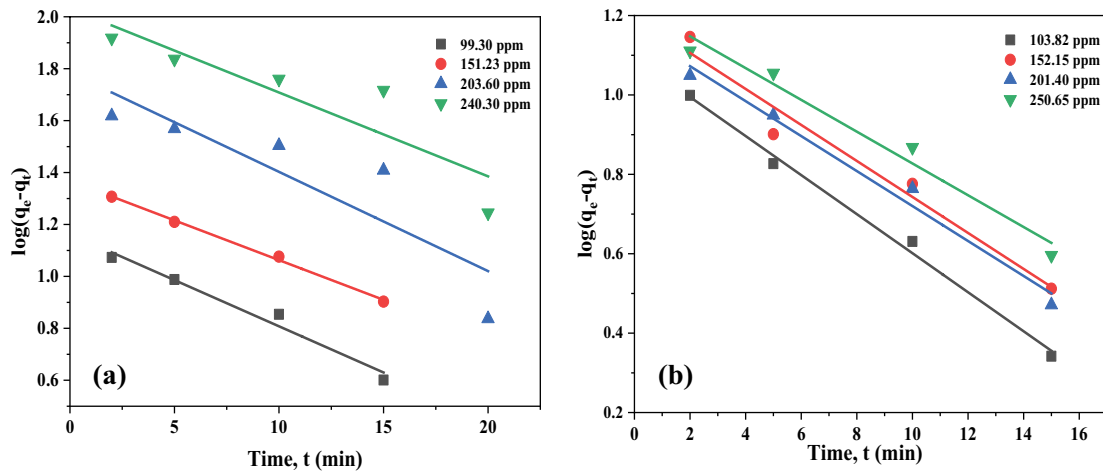 2.0
1.8
1.6
1.4
1.2
1.0
0.8
0.6
log(qe-qt)
99.30 ppm
151.23 ppm
203.60 ppm
240.30 ppm
(a)
0 5 10 15 20
Time, t (min)
1.2
1.0
0.8
0.6
0.4
0.2
log(qe-qt)
103.82 ppm
152.15 ppm
201.40 ppm
250.65 ppm
(b)
0 2 4 6 8 10 12 14 16
Time, t (min)